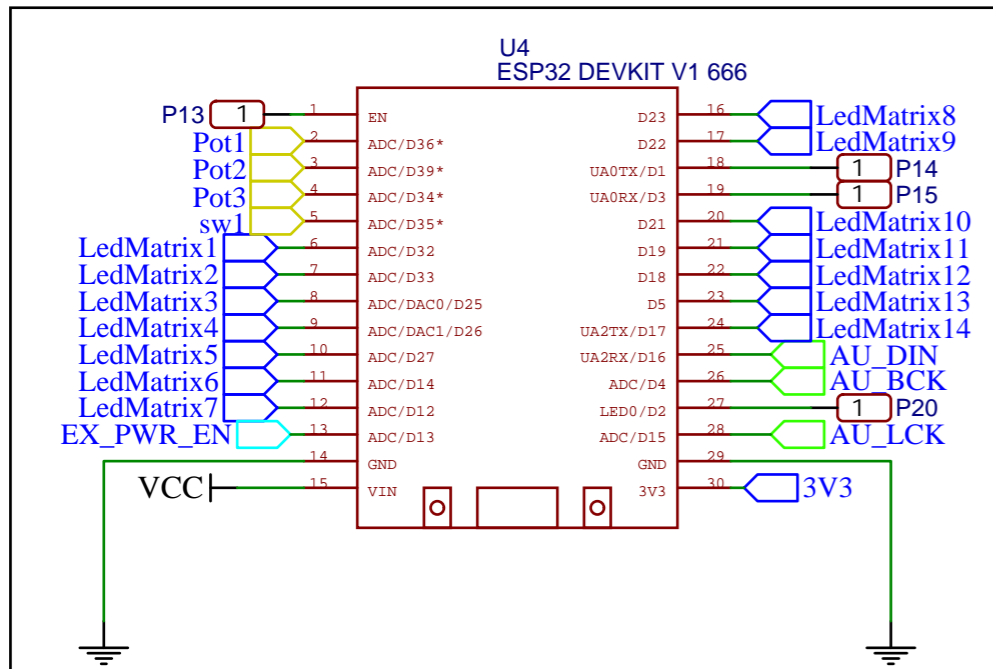 U4
ESP32 DEVKIT V1 666
P13 1 1 EN
Pot1 2 ADC/D36*
Pot2 3 ADC/D39*
Pot3 4 ADC/D34*
sw1 5 ADC/D35*
LedMatrix1 6 ADC/D32
LedMatrix2 7 ADC/D33
LedMatrix3 8 ADC/DAC0/D25
LedMatrix4 9 ADC/DAC1/D26
LedMatrix5 10 ADC/D27
LedMatrix6 11 ADC/D14
LedMatrix7 12 ADC/D12
EX_PWR_EN 13 ADC/D13
14 GND
VCC 15 VIN
D23 16 LedMatrix8
D22 17 LedMatrix9
UA0TX/D1 18 1 P14
UA0RX/D3 19 1 P15
D21 20 LedMatrix10
D19 21 LedMatrix11
D18 22 LedMatrix12
D5 23 LedMatrix13
UA2TX/D17 24 LedMatrix14
UA2RX/D16 25 AU_DIN
ADC/D4 26 AU_BCK
LED0/D2 27 1 P20
ADC/D15 28 AU_LCK
GND 29
3V3 30 3V3